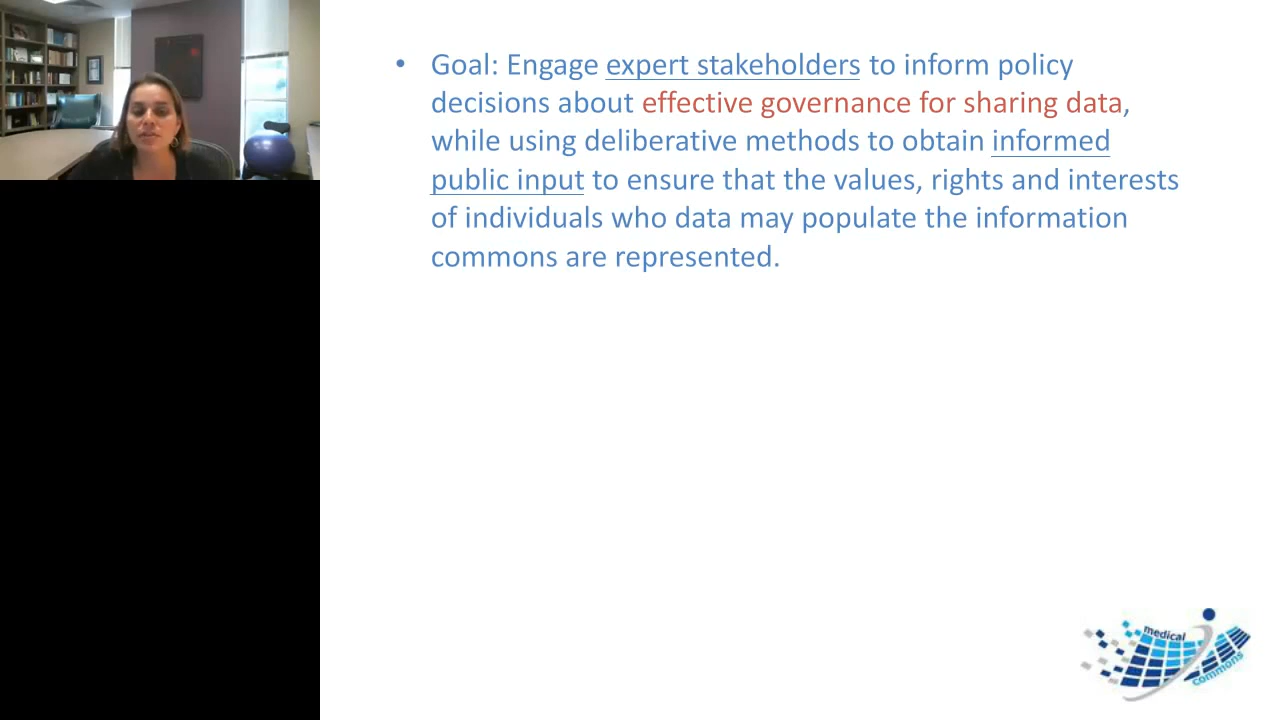 • Goal: Engage expert stakeholders to inform policy
decisions about effective governance for sharing data,
while using deliberative methods to obtain informed
public input to ensure that the values, rights and interests
of individuals who data may populate the information
commons are represented.
medical
commons